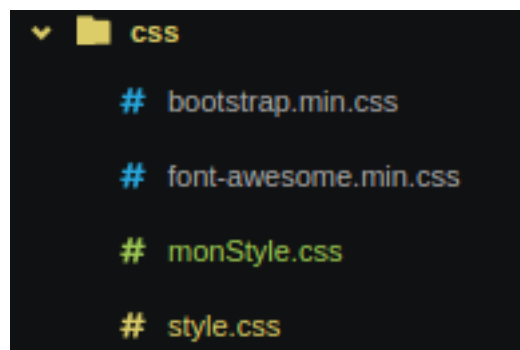 css
# bootstrap.min.css
# font-awesome.min.css
# monStyle.css
# style.css